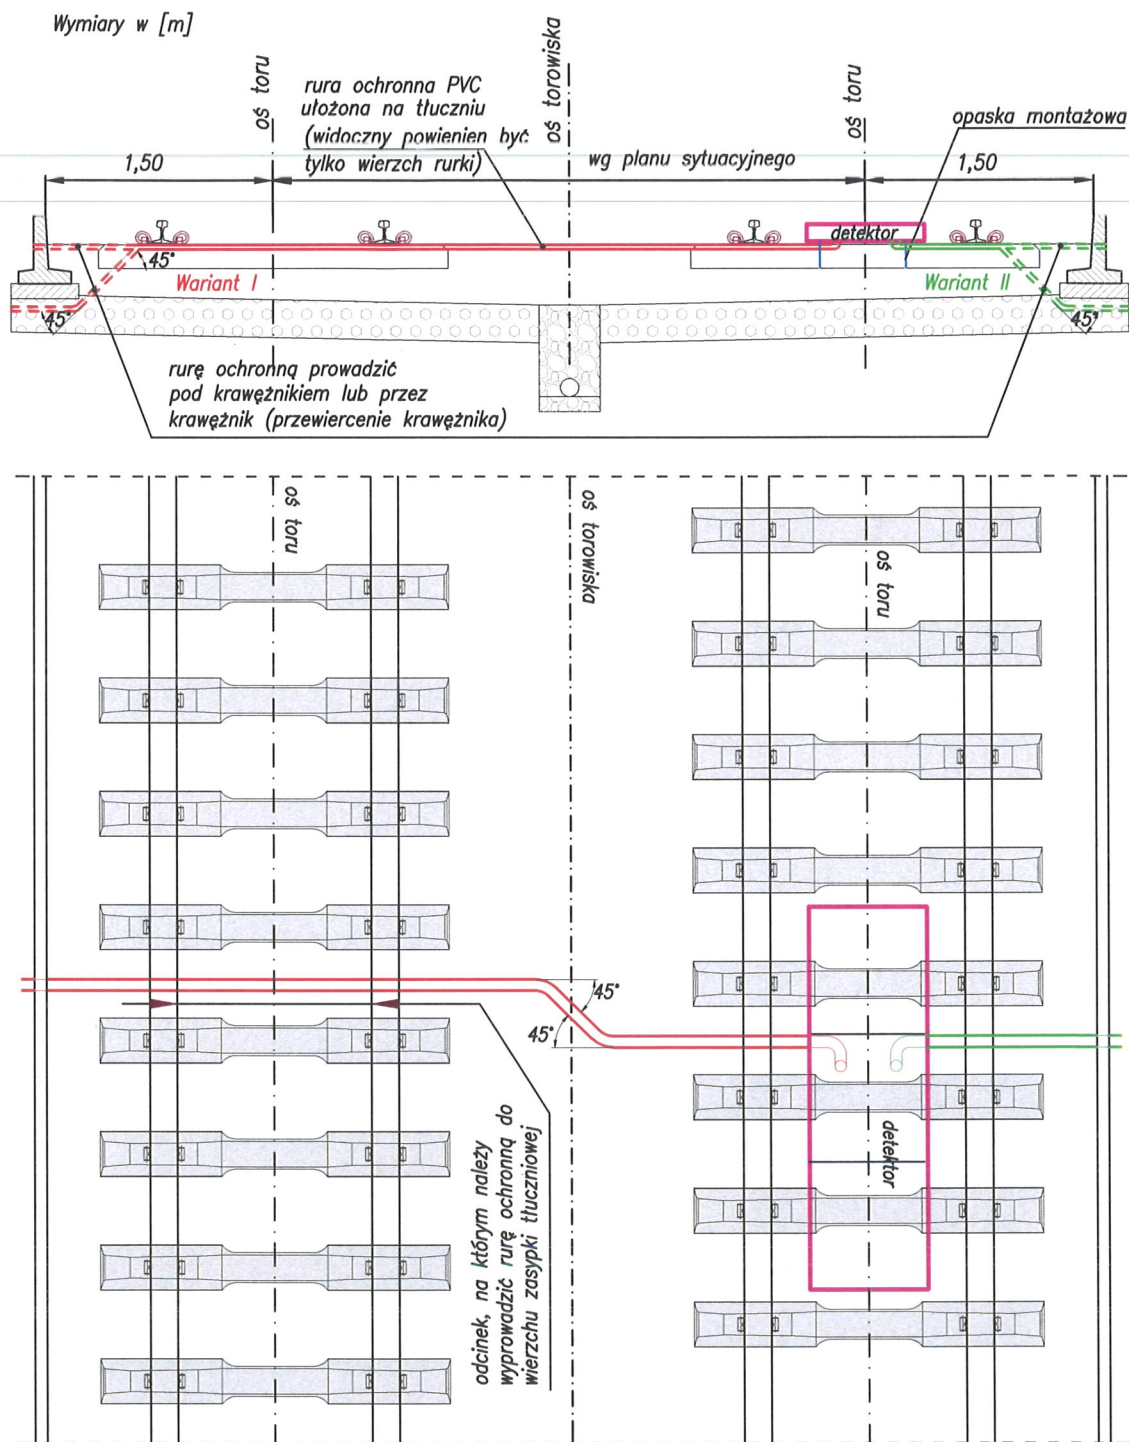 Wymiary w [m]
oś toru
rura ochronna PVC
ułożona na tłuczniu
(widoczny powienien być
tylko wierzch rurki)
oś torowiska
oś toru
opaska montażowa
1,50
wg planu sytuacyjnego
1,50
detektor
45°
Wariant I
Wariant II
45°
45°
rurę ochronną prowadzić
pod krawężnikiem lub przez
krawężnik (przewiercenie krawężnika)
oś toru
oś torowiska
oś toru
45°
45°
odcinek, na którym należy
wyprowadzić rurę ochronną do
wierzchu zasypki tłuczniowej
detektor